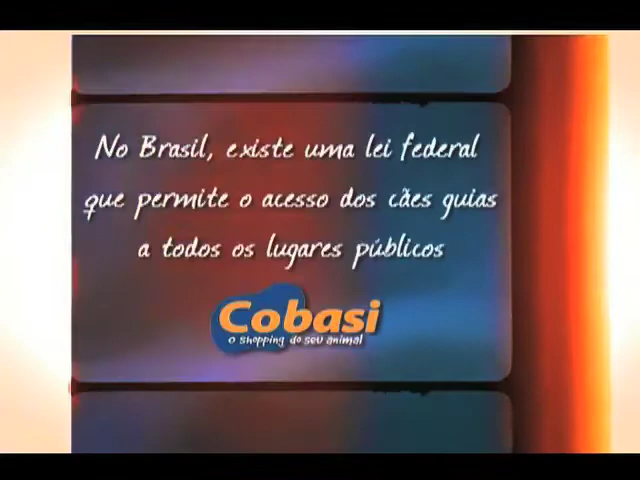 No Brasil, existe uma lei federal
que permite o acesso dos cães guias
a todos os lugares públicos
Cobasi
o shopping do seu animal